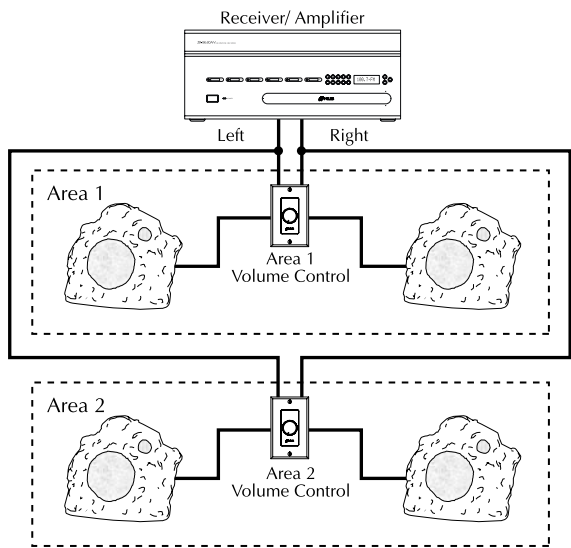 Receiver/ Amplifier
Left
Right
Area 1
Area 1
Volume Control
Area 2
Area 2
Volume Control